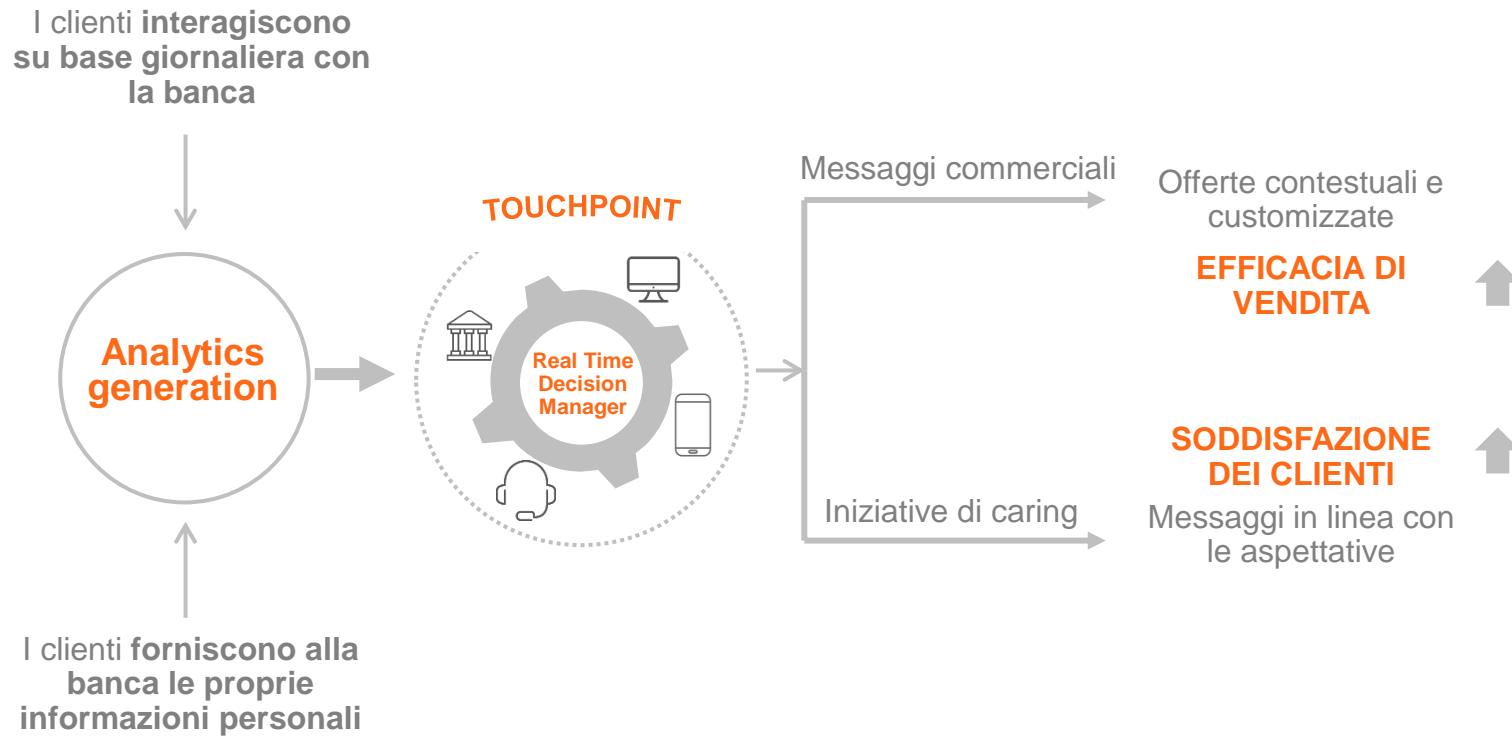 I clienti interagiscono
su base giornaliera con
la banca
Analytics
generation
I clienti forniscono alla
banca le proprie
informazioni personali
TOUCHPOINT
Real Time
Decision
Manager
Messaggi commerciali
Offerte contestuali e
customizzate
EFFICACIA DI
VENDITA
Iniziative di caring
SODDISFAZIONE
DEI CLIENTI
Messaggi in linea con
le aspettative